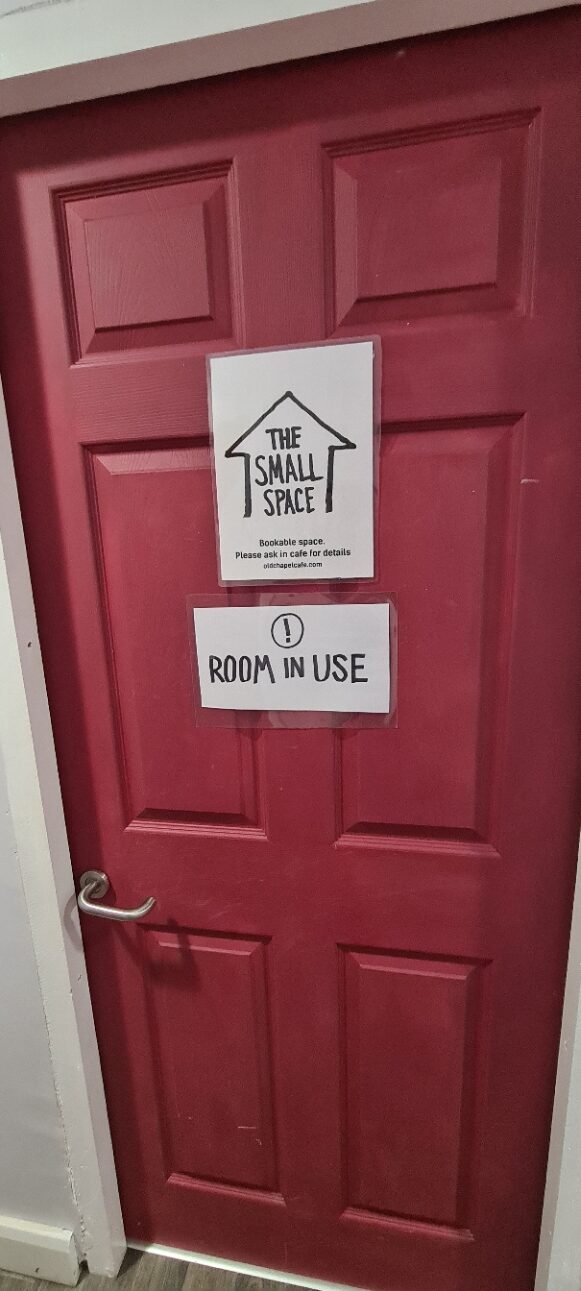 THE
SMALL
SPACE
Bookable space.
Please ask in cafe for details
oldchapelcafe.com
!
ROOM IN USE